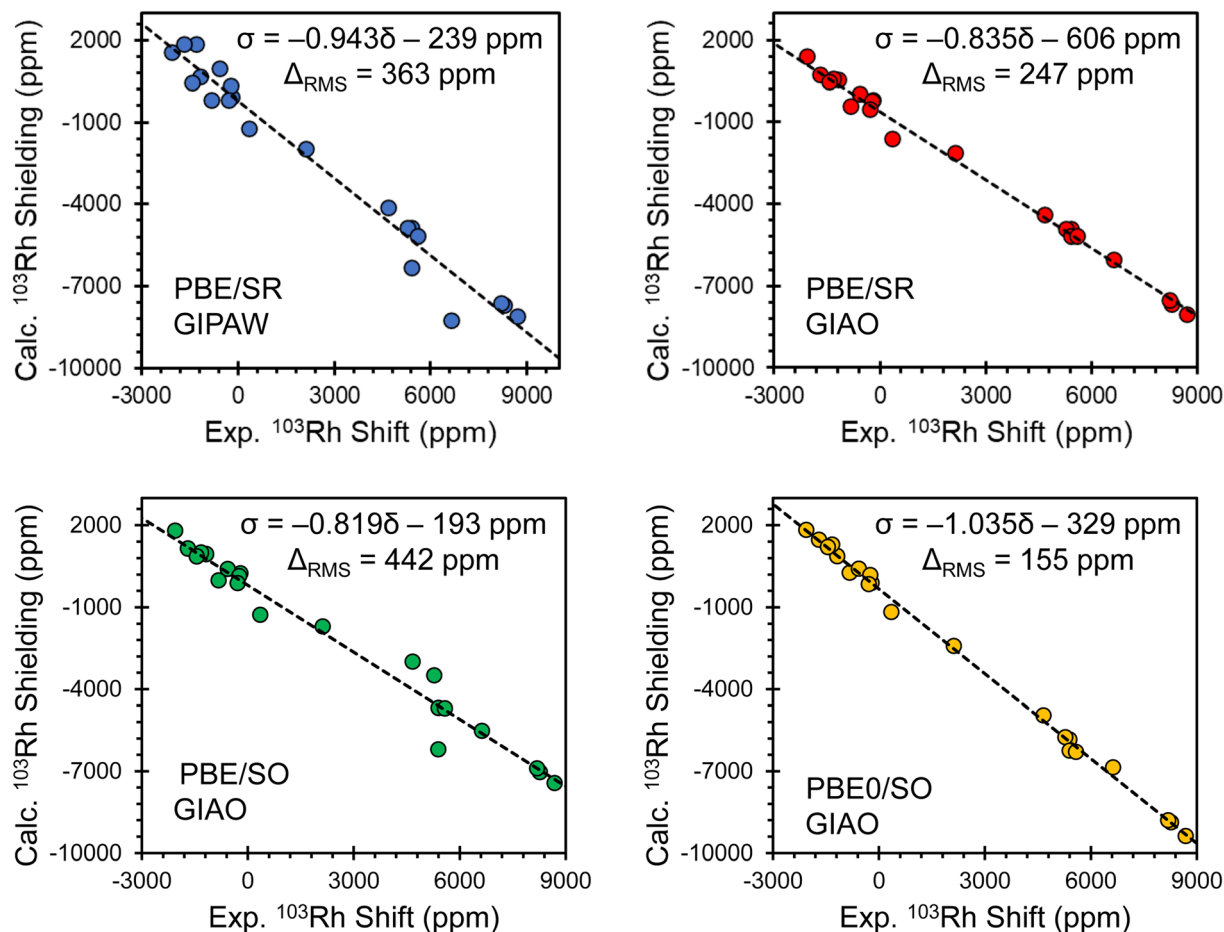 σ = –0.943δ – 239 ppm
ΔRMS = 363 ppm
PBE/SR
GIPAW
2000
-1000
-4000
-7000
-10000
-3000 0 3000 6000 9000
Calc. ¹⁰³Rh Shielding (ppm)
Exp. ¹⁰³Rh Shift (ppm)
σ = –0.835δ – 606 ppm
ΔRMS = 247 ppm
PBE/SR
GIAO
2000
-1000
-4000
-7000
-10000
-3000 0 3000 6000 9000
Calc. ¹⁰³Rh Shielding (ppm)
Exp. ¹⁰³Rh Shift (ppm)
σ = –0.819δ – 193 ppm
ΔRMS = 442 ppm
PBE/SO
GIAO
2000
-1000
-4000
-7000
-10000
-3000 0 3000 6000 9000
Calc. ¹⁰³Rh Shielding (ppm)
Exp. ¹⁰³Rh Shift (ppm)
σ = –1.035δ – 329 ppm
ΔRMS = 155 ppm
PBE0/SO
GIAO
2000
-1000
-4000
-7000
-10000
-3000 0 3000 6000 9000
Calc. ¹⁰³Rh Shielding (ppm)
Exp. ¹⁰³Rh Shift (ppm)